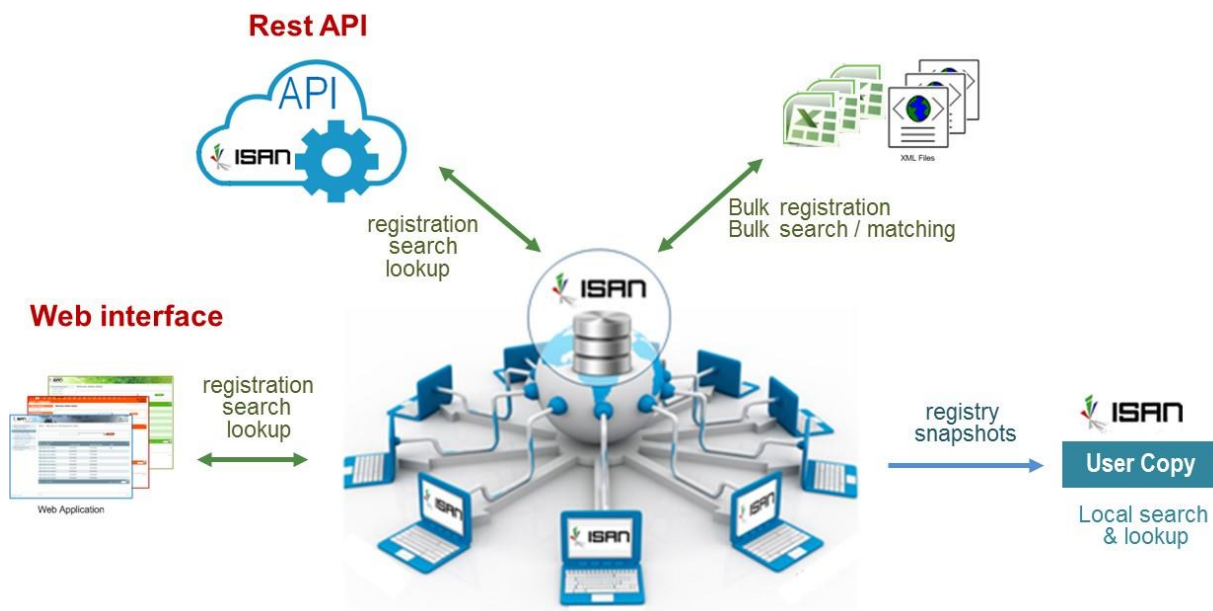 Rest API
API
ISAN
XML Files
registration
search
lookup
Bulk registration
Bulk search / matching
ISAN
Web interface
registration
search
lookup
Web Application
registry
snapshots
ISAN
User Copy
Local search
& lookup
ISAN
ISAN
ISAN